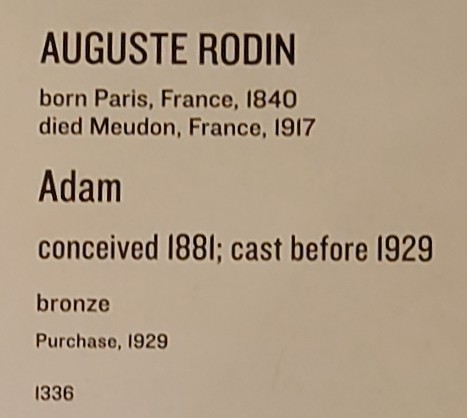 AUGUSTE RODIN
born Paris, France, 1840
died Meudon, France, 1917
Adam
conceived 1881; cast before 1929
bronze
Purchase, 1929
1336